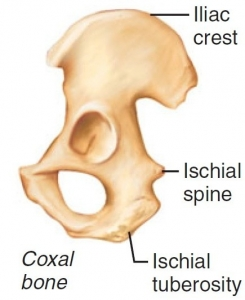 Iliac
crest
Ischial
spine
Coxal
bone
Ischial
tuberosity